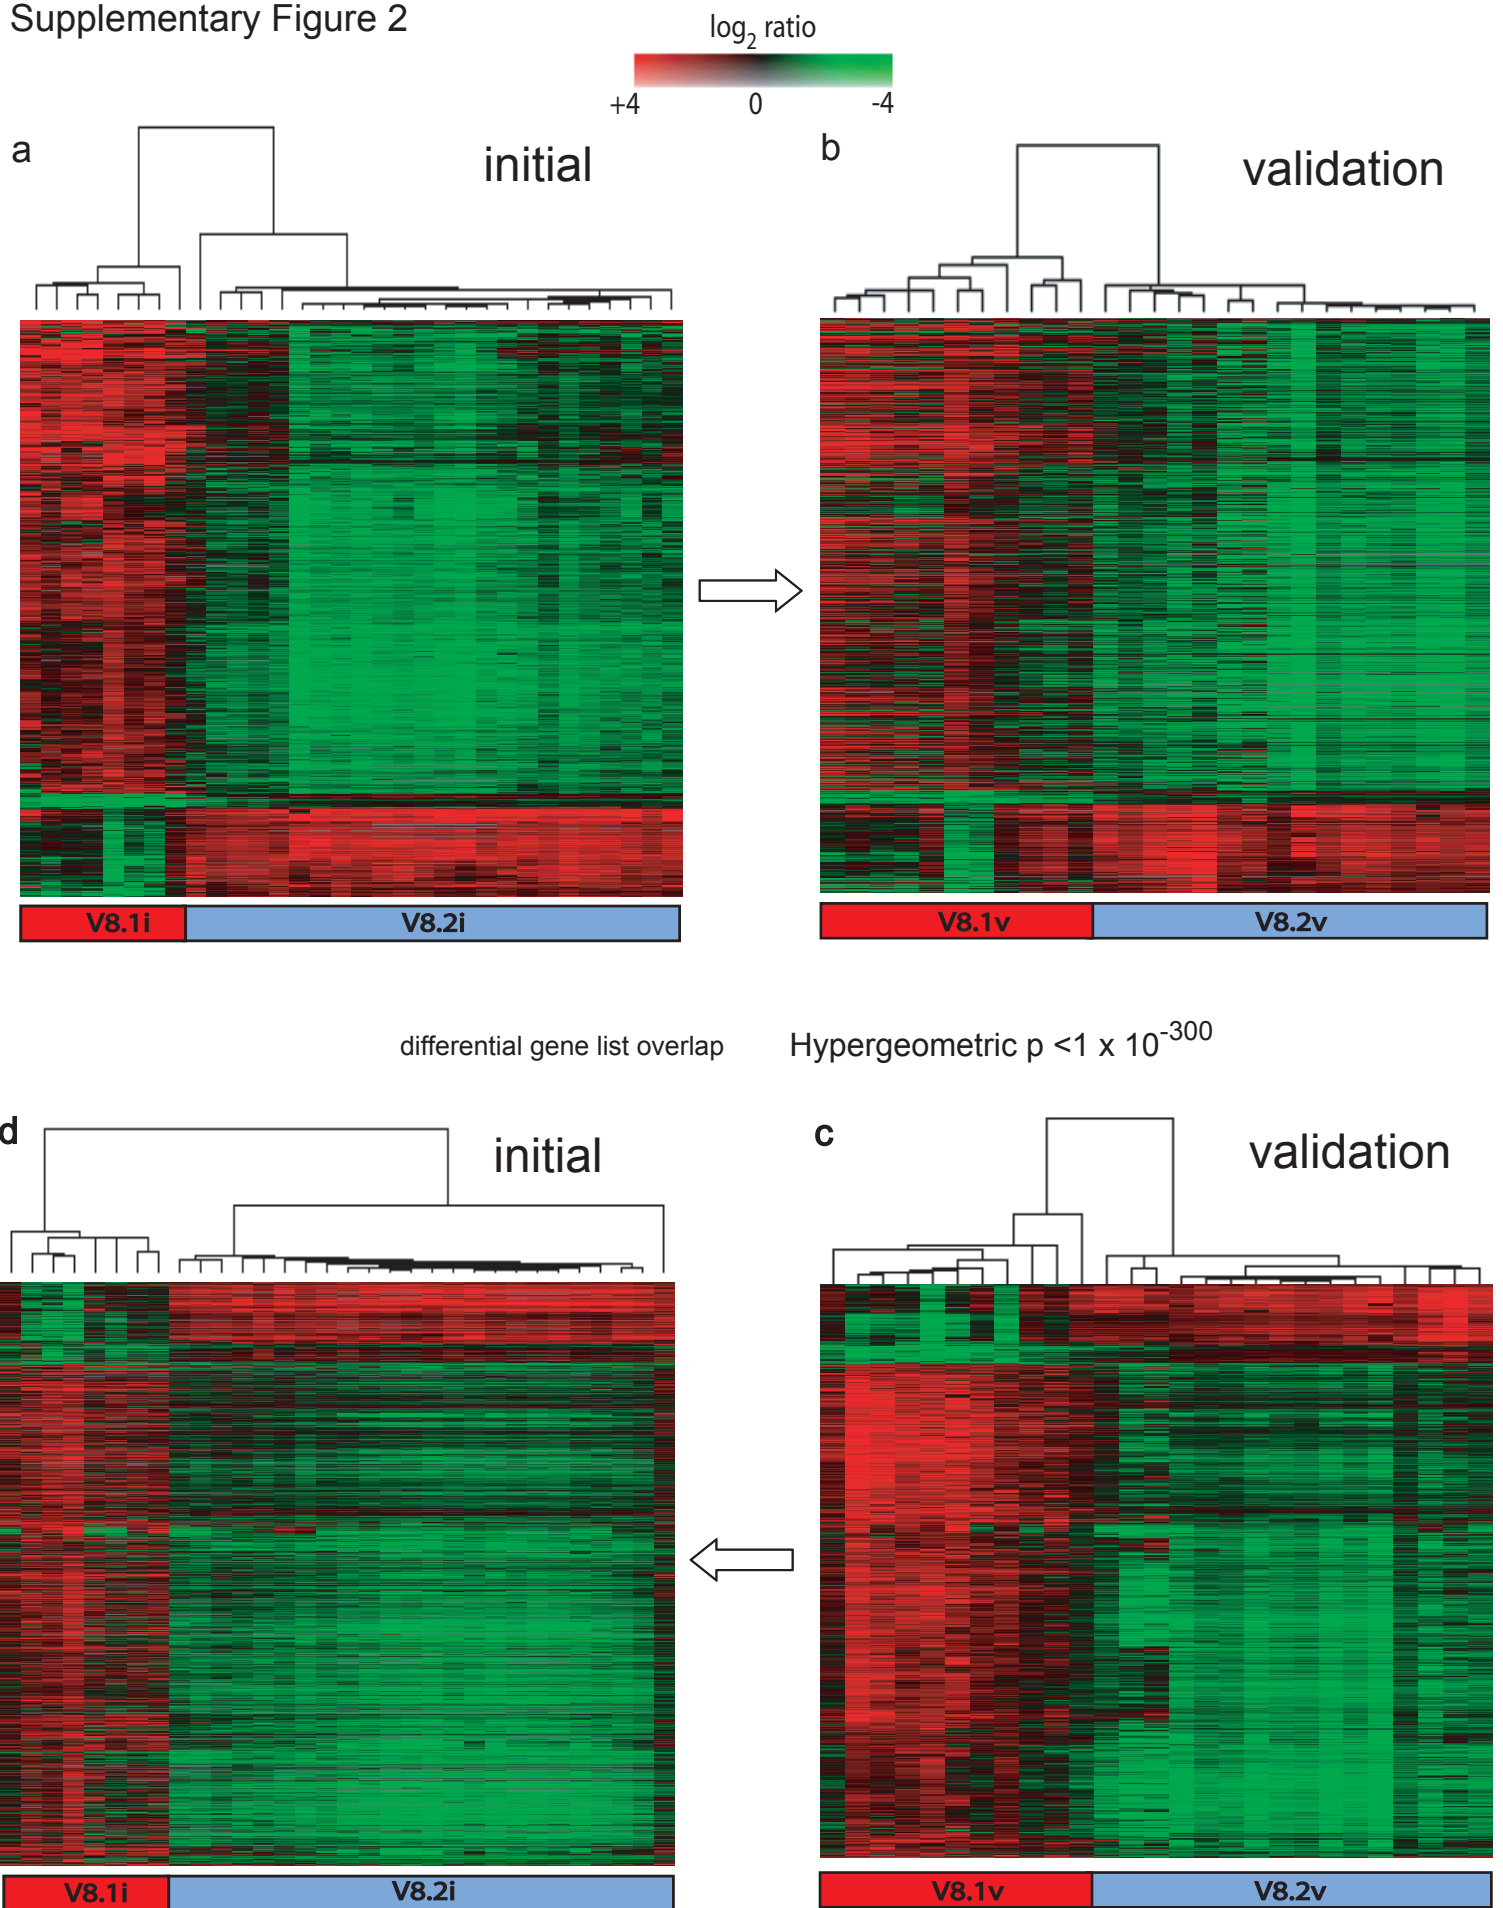 Supplementary Figure 2
log2 ratio
+4 0 -4
a
initial
b
validation
V8.1i V8.2i
V8.1v V8.2v
differential gene list overlap Hypergeometric p <1 x 10^-300
d
initial
c
validation
V8.1i V8.2i
V8.1v V8.2v